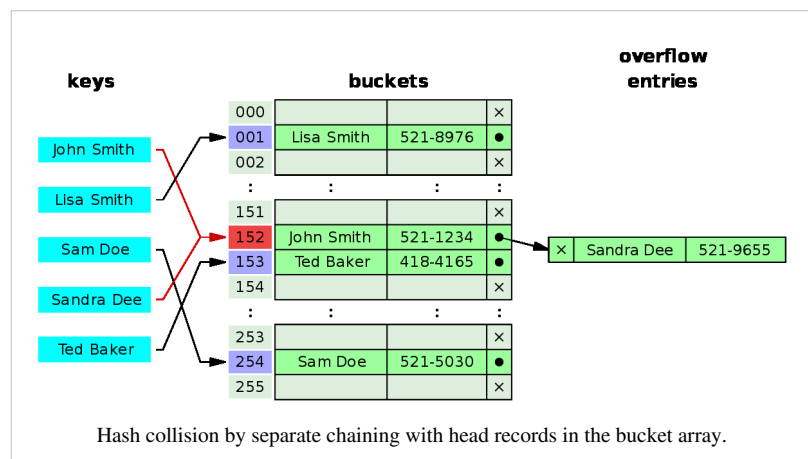 keys
buckets
overflow
entries
John Smith
Lisa Smith
Sam Doe
Sandra Dee
Ted Baker
000 ×
001 Lisa Smith 521-8976 ●
002 ×
: : : :
151 ×
152 John Smith 521-1234 ●
153 Ted Baker 418-4165 ●
154 ×
: : : :
253 ×
254 Sam Doe 521-5030 ●
255 ×
× Sandra Dee 521-9655
Hash collision by separate chaining with head records in the bucket array.